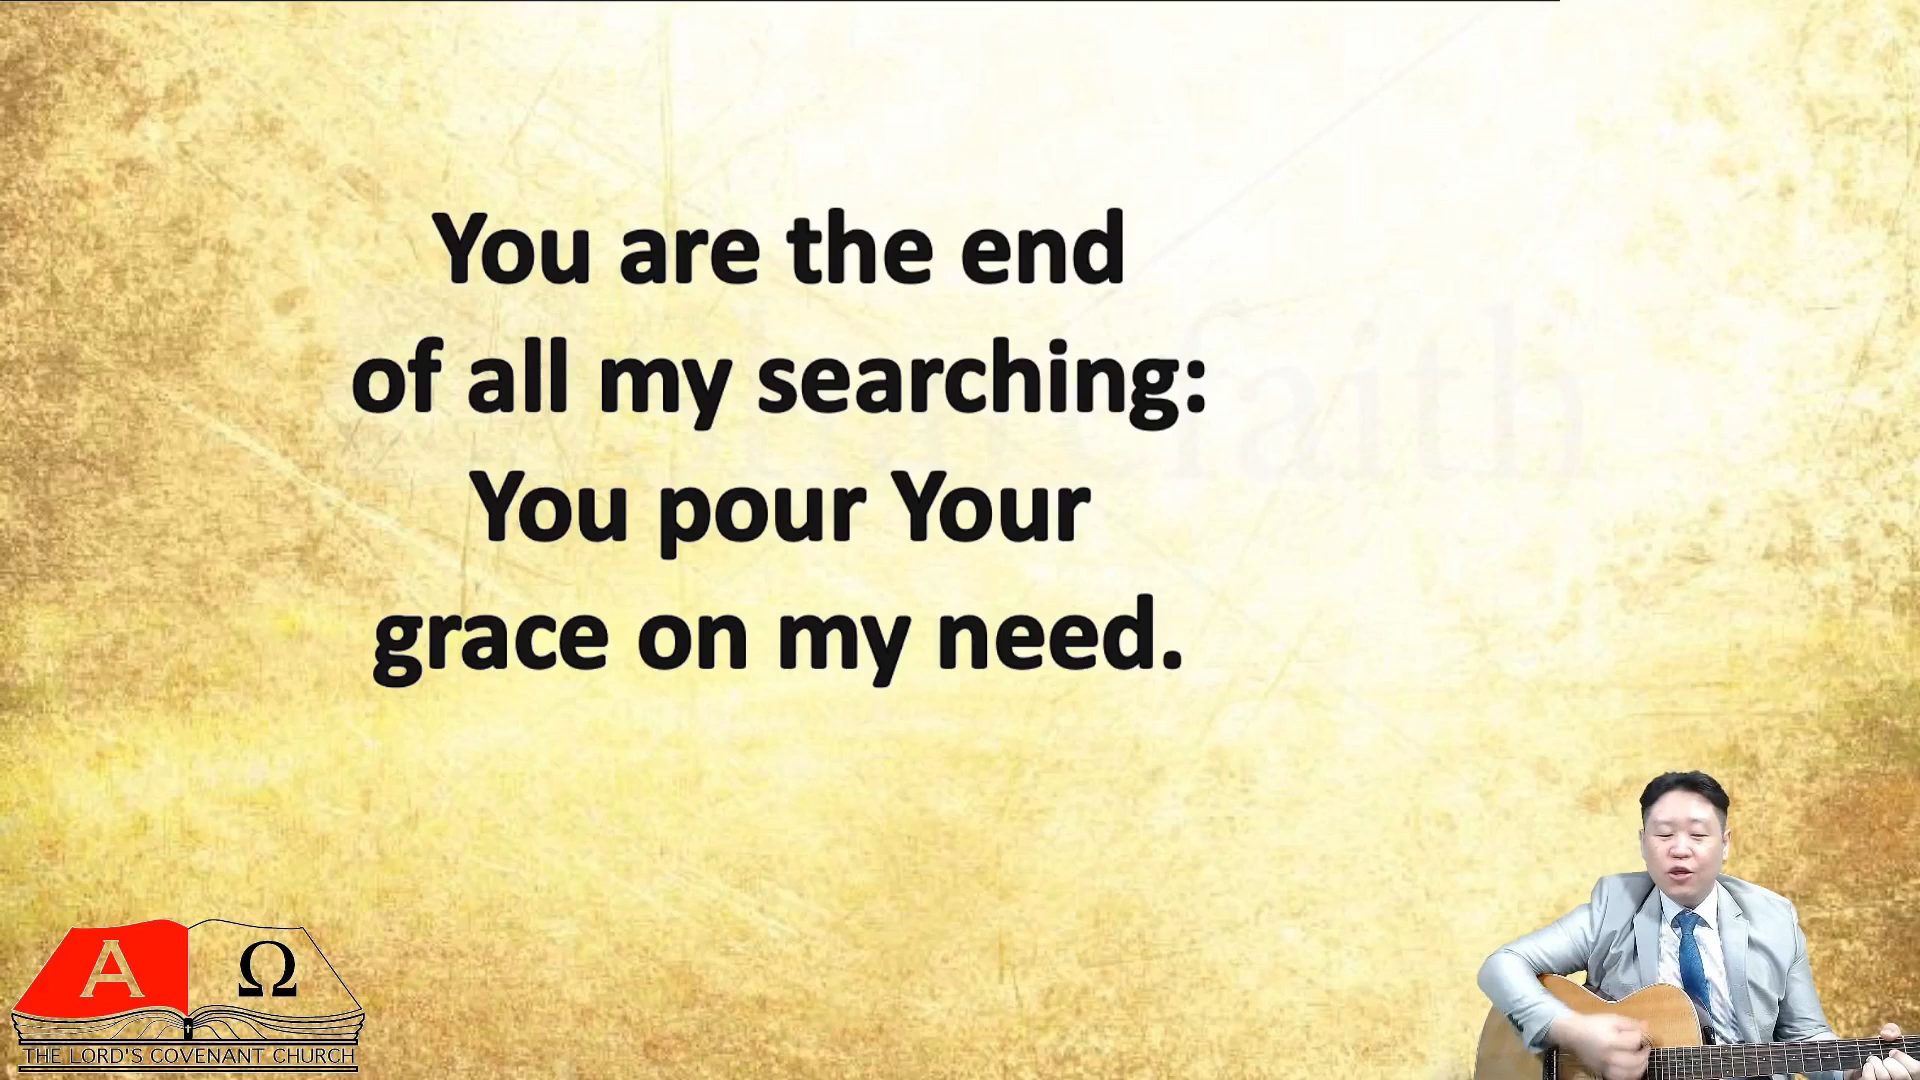 You are the end
of all my searching:
You pour Your
grace on my need.
faith
Α Ω
THE LORD'S COVENANT CHURCH